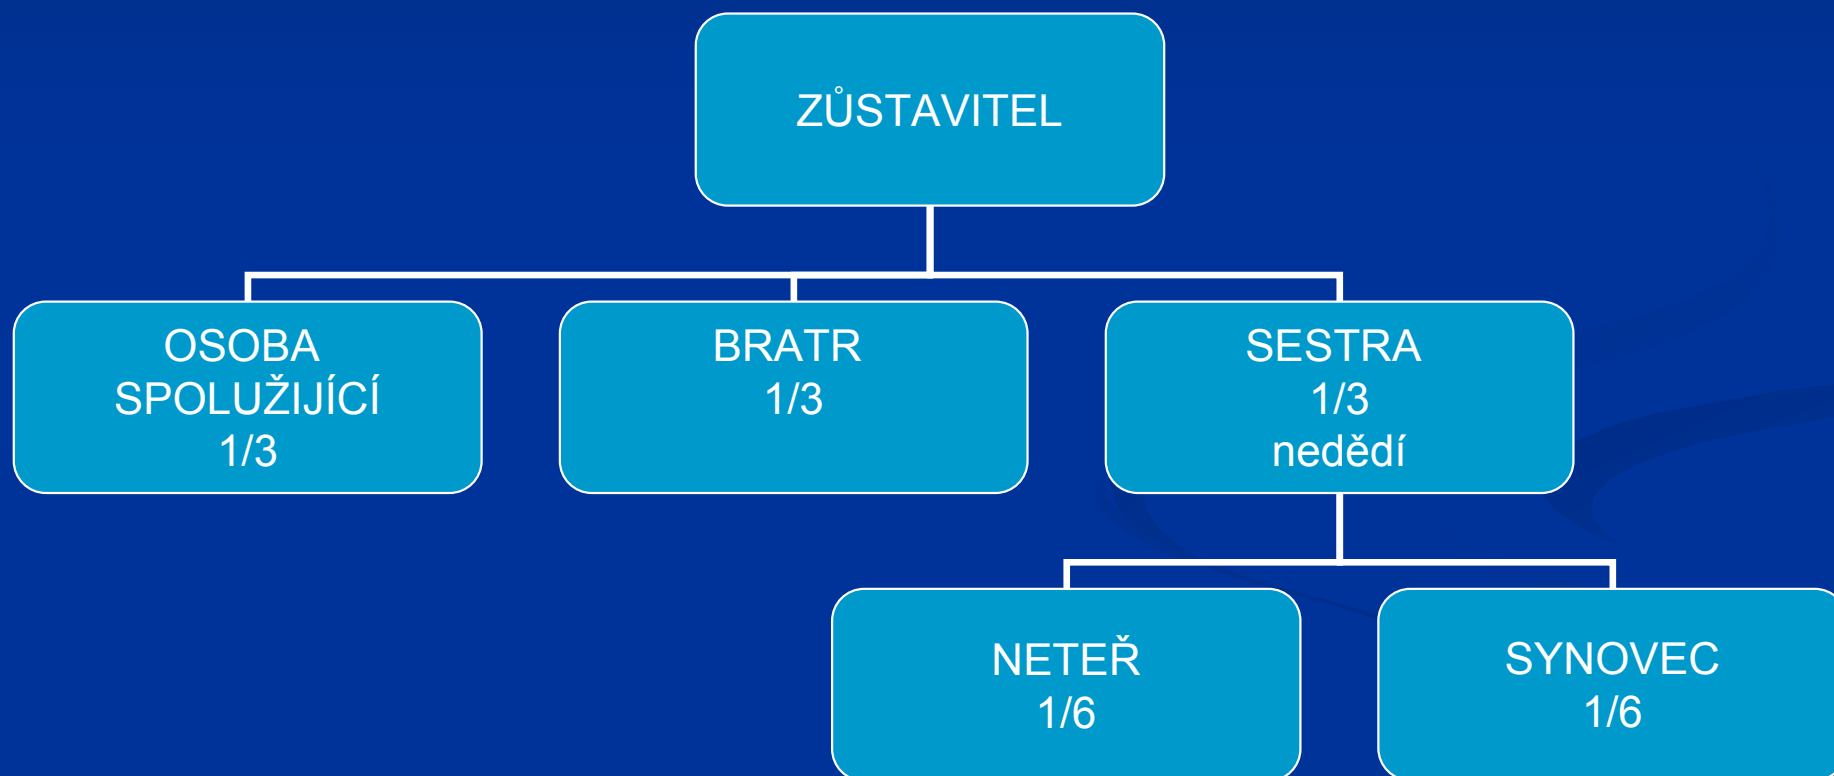 ZŮSTAVITEL
OSOBA
SPOLUŽIJÍCÍ
1/3
BRATR
1/3
SESTRA
1/3
nedědí
NETEŘ
1/6
SYNOVEC
1/6